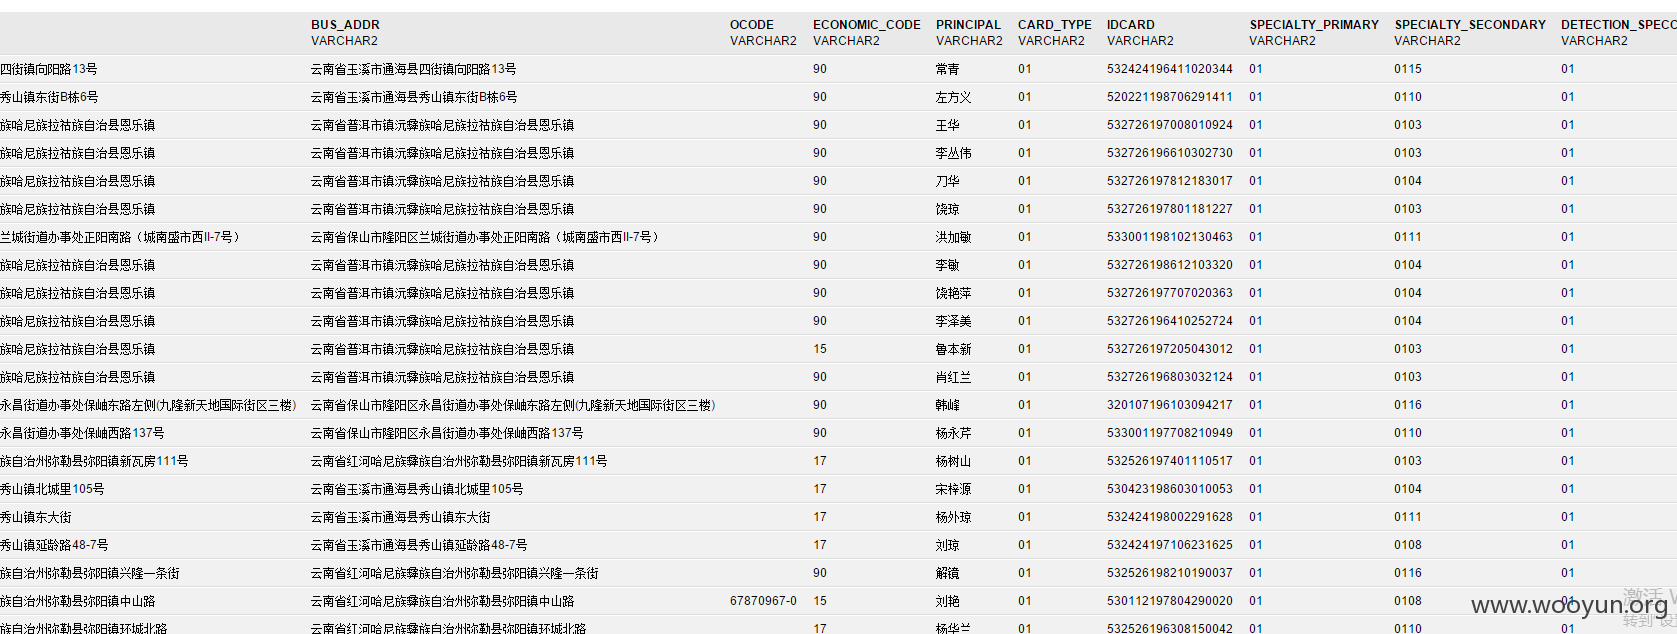 BUS_ADDR OCODE ECONOMIC_CODE PRINCIPAL CARD_TYPE IDCARD SPECIALTY_PRIMARY SPECIALTY_SECONDARY
VARCHAR2 VARCHAR2 VARCHAR2 VARCHAR2 VARCHAR2 VARCHAR2 VARCHAR2 VARCHAR2 VARCHAR2
四街镇向阳路13号 云南省玉溪市通海县四街镇向阳路13号 90 常青 01 532424196411020344 01 0115 01
秀山镇东街B栋6号 云南省玉溪市通海县秀山镇东街B栋6号 90 左方义 01 520221198706291411 01 0110 01
族哈尼族拉祜族自治县恩乐镇 云南省普洱市镇沅彝族哈尼族拉祜族自治县恩乐镇 90 王华 01 532726197008010924 01 0103 01
族哈尼族拉祜族自治县恩乐镇 云南省普洱市镇沅彝族哈尼族拉祜族自治县恩乐镇 90 李丛伟 01 532726196610302730 01 0103 01
族哈尼族拉祜族自治县恩乐镇 云南省普洱市镇沅彝族哈尼族拉祜族自治县恩乐镇 90 刀华 01 532726197812183017 01 0104 01
族哈尼族拉祜族自治县恩乐镇 云南省普洱市镇沅彝族哈尼族拉祜族自治县恩乐镇 90 饶琼 01 532726197801181227 01 0103 01
兰城街道办事处正阳南路（城南盛市西II-7号） 云南省保山市隆阳区兰城街道办事处正阳南路（城南盛市西II-7号） 90 洪加敏 01 533001198102130463 01 0111 01
族哈尼族拉祜族自治县恩乐镇 云南省普洱市镇沅彝族哈尼族拉祜族自治县恩乐镇 90 李敏 01 532726198612103320 01 0104 01
族哈尼族拉祜族自治县恩乐镇 云南省普洱市镇沅彝族哈尼族拉祜族自治县恩乐镇 90 饶艳萍 01 532726197707020363 01 0104 01
族哈尼族拉祜族自治县恩乐镇 云南省普洱市镇沅彝族哈尼族拉祜族自治县恩乐镇 90 李泽美 01 532726196410252724 01 0104 01
族哈尼族拉祜族自治县恩乐镇 云南省普洱市镇沅彝族哈尼族拉祜族自治县恩乐镇 15 鲁本新 01 532726197205043012 01 0103 01
族哈尼族拉祜族自治县恩乐镇 云南省普洱市镇沅彝族哈尼族拉祜族自治县恩乐镇 90 肖红兰 01 532726196803032124 01 0103 01
永昌街道办事处保岫东路左侧(九隆新天地国际街区三楼) 云南省保山市隆阳区永昌街道办事处保岫东路左侧(九隆新天地国际街区三楼) 90 韩峰 01 320107196103094217 01 0116 01
永昌街道办事处保岫西路137号 云南省保山市隆阳区永昌街道办事处保岫西路137号 90 杨永芹 01 533001197708210949 01 0110 01
族自治州弥勒县弥阳镇新瓦房111号 云南省红河哈尼族彝族自治州弥勒县弥阳镇新瓦房111号 17 杨树山 01 532526197401110517 01 0103 01
秀山镇北城里105号 云南省玉溪市通海县秀山镇北城里105号 17 宋梓源 01 530423198603010053 01 0104 01
秀山镇东大街 云南省玉溪市通海县秀山镇东大街 17 杨外琼 01 532424198002291628 01 0111 01
秀山镇延龄路48-7号 云南省玉溪市通海县秀山镇延龄路48-7号 17 刘琼 01 532424197106231625 01 0108 01
族自治州弥勒县弥阳镇兴隆一条街 云南省红河哈尼族彝族自治州弥勒县弥阳镇兴隆一条街 90 解镜 01 532526198210190037 01 0116 01
族自治州弥勒县弥阳镇中山路 云南省红河哈尼族彝族自治州弥勒县弥阳镇中山路 67870967-0 15 刘艳 01 530112197804290020 01 0108 01
族自治州弥勒县弥阳镇环城北路 云南省红河哈尼族彝族自治州弥勒县弥阳镇环城北路 17 杨华兰 01 532526196308150042 01 0110 01
激活
www.wooyun.org